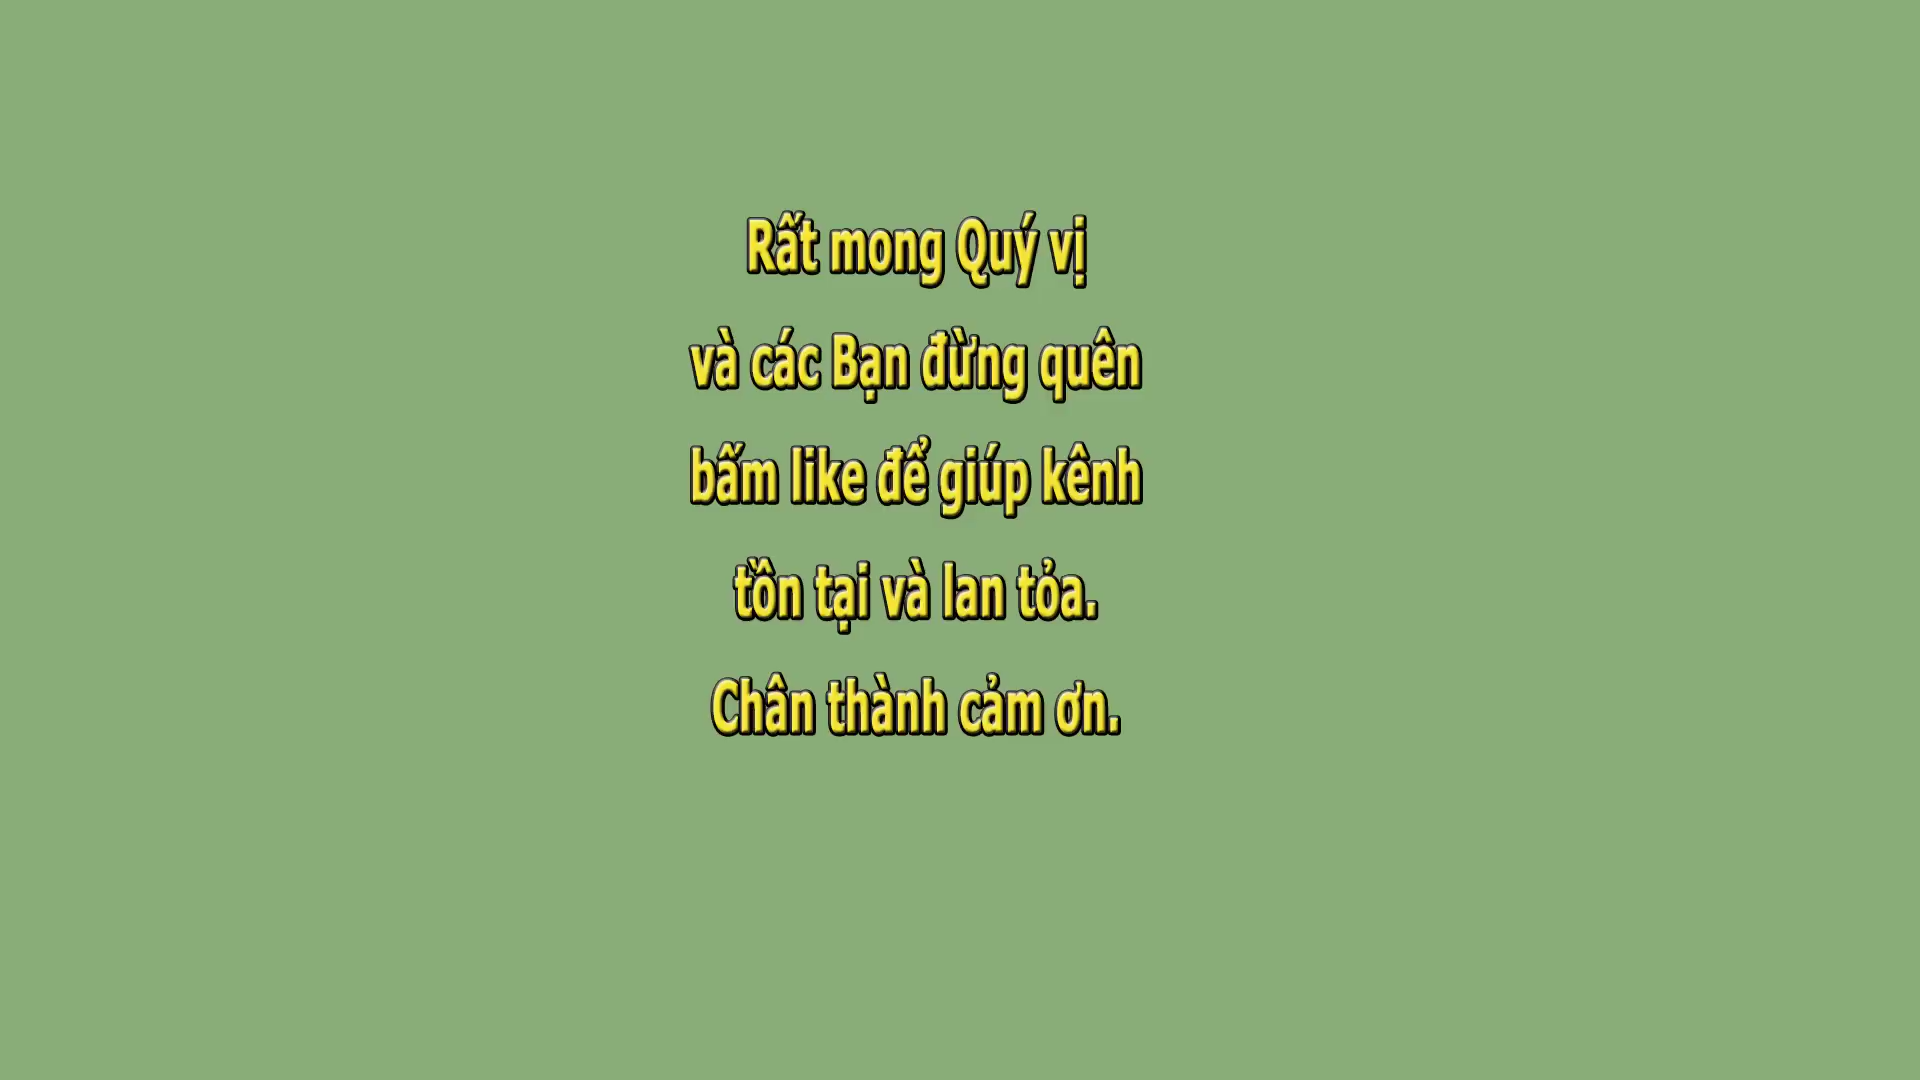 Rất mong Quý vị
và các Bạn đừng quên
bấm like để giúp kênh
tồn tại và lan tỏa.
Chân thành cảm ơn.